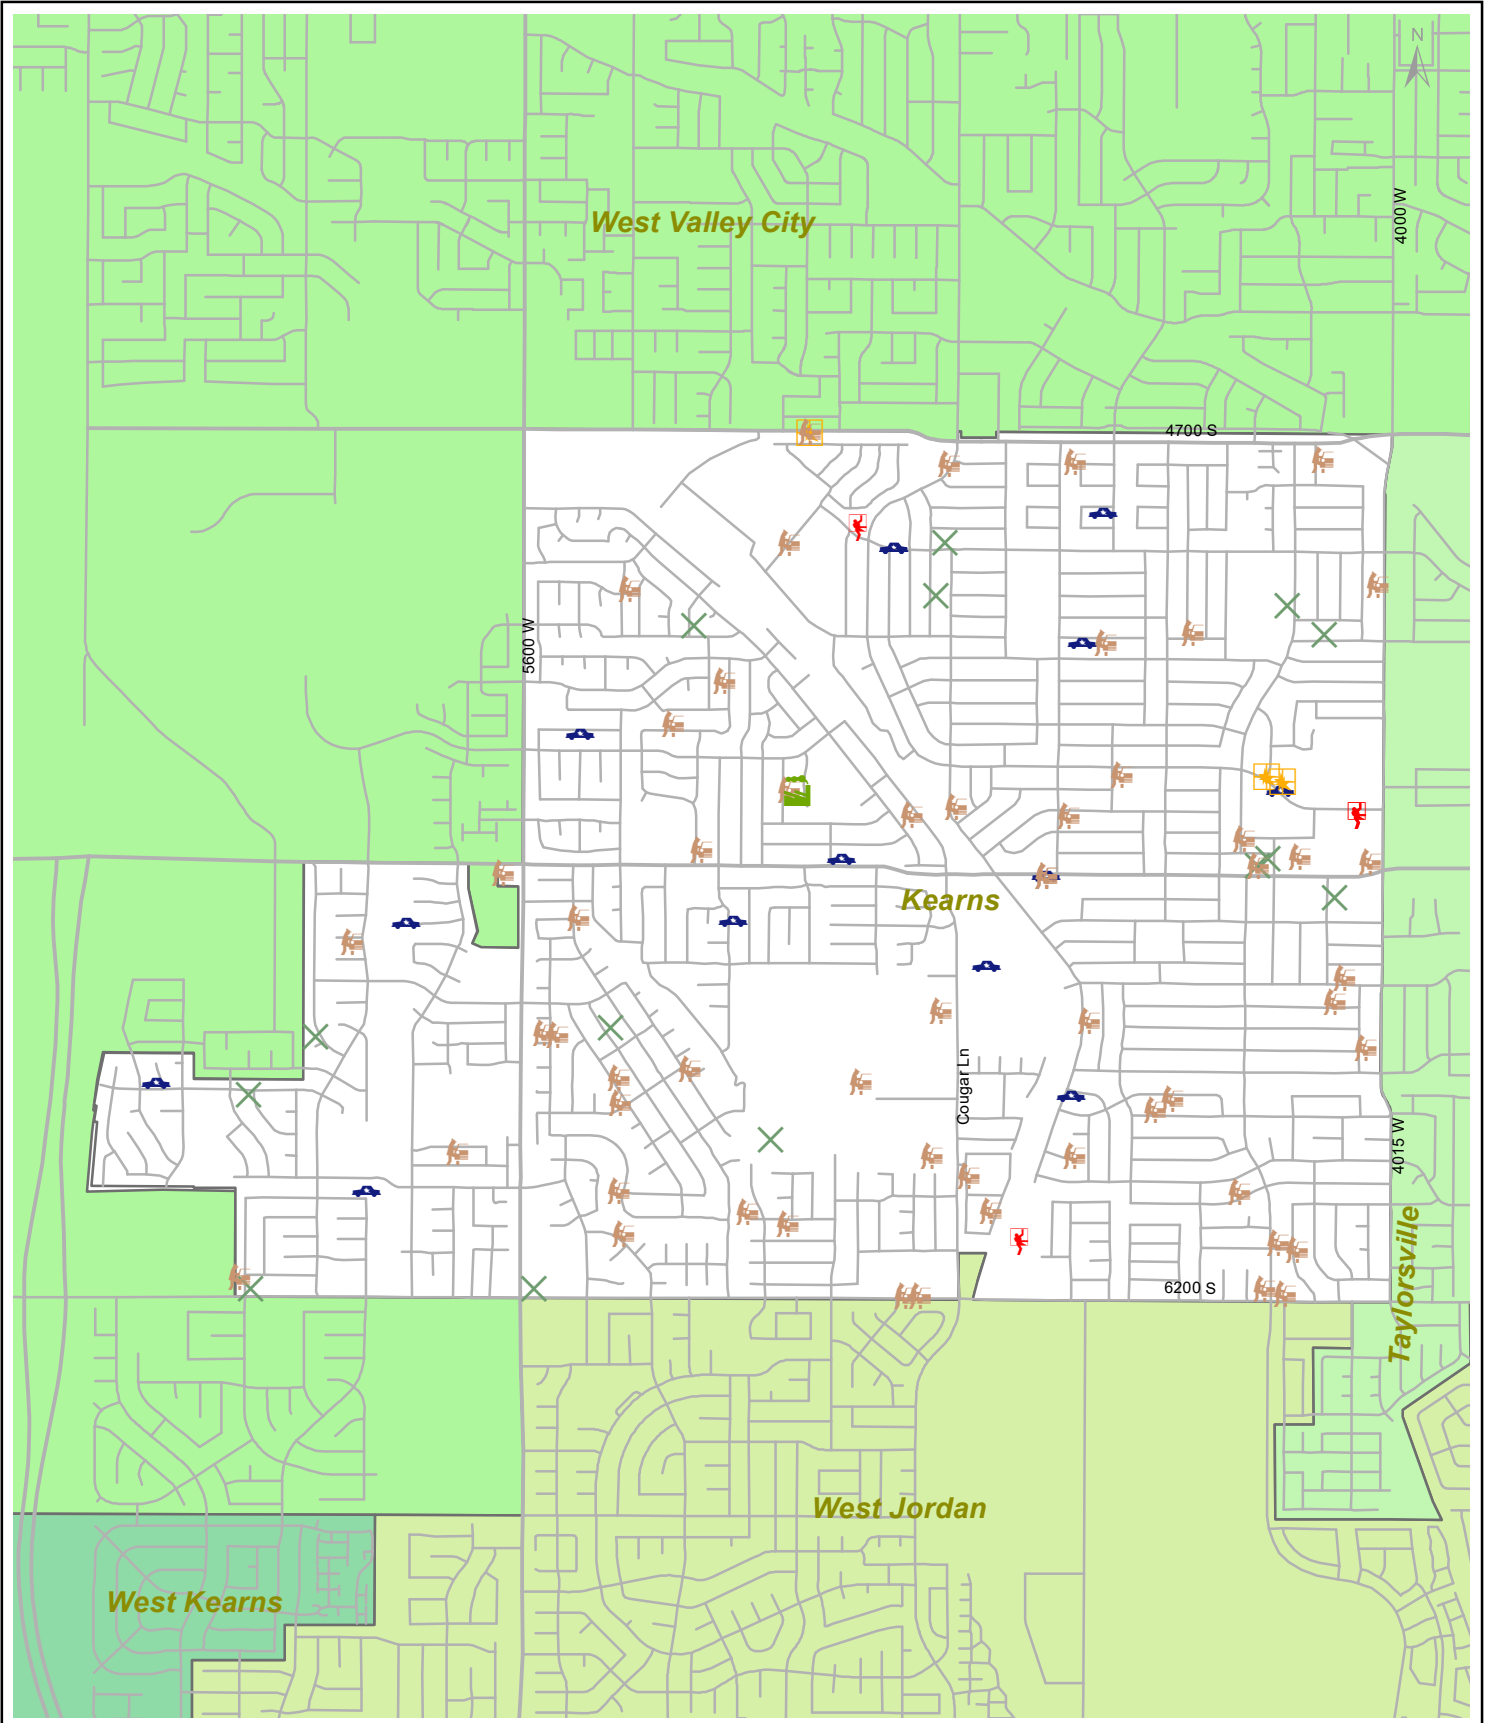 N
4000 W
West Valley City
4700 S
5600 W
Kearns
Cougar Ln
4015 W
Taylorsville
6200 S
West Jordan
West Kearns